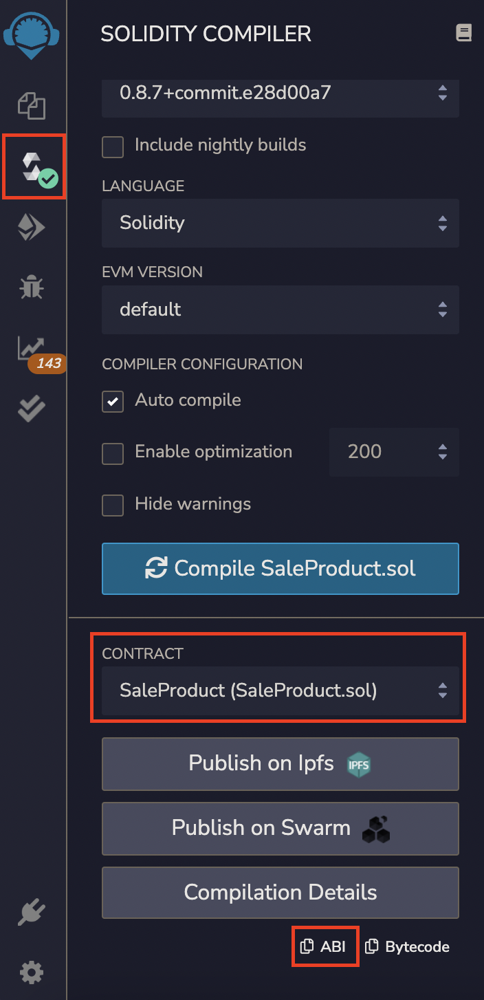 SOLIDITY COMPILER
0.8.7+commit.e28d00a7
Include nightly builds
LANGUAGE
Solidity
EVM VERSION
default
COMPILER CONFIGURATION
143
Auto compile
Enable optimization 200
Hide warnings
Compile SaleProduct.sol
CONTRACT
SaleProduct (SaleProduct.sol)
Publish on Ipfs IPFS
Publish on Swarm
Compilation Details
ABI Bytecode